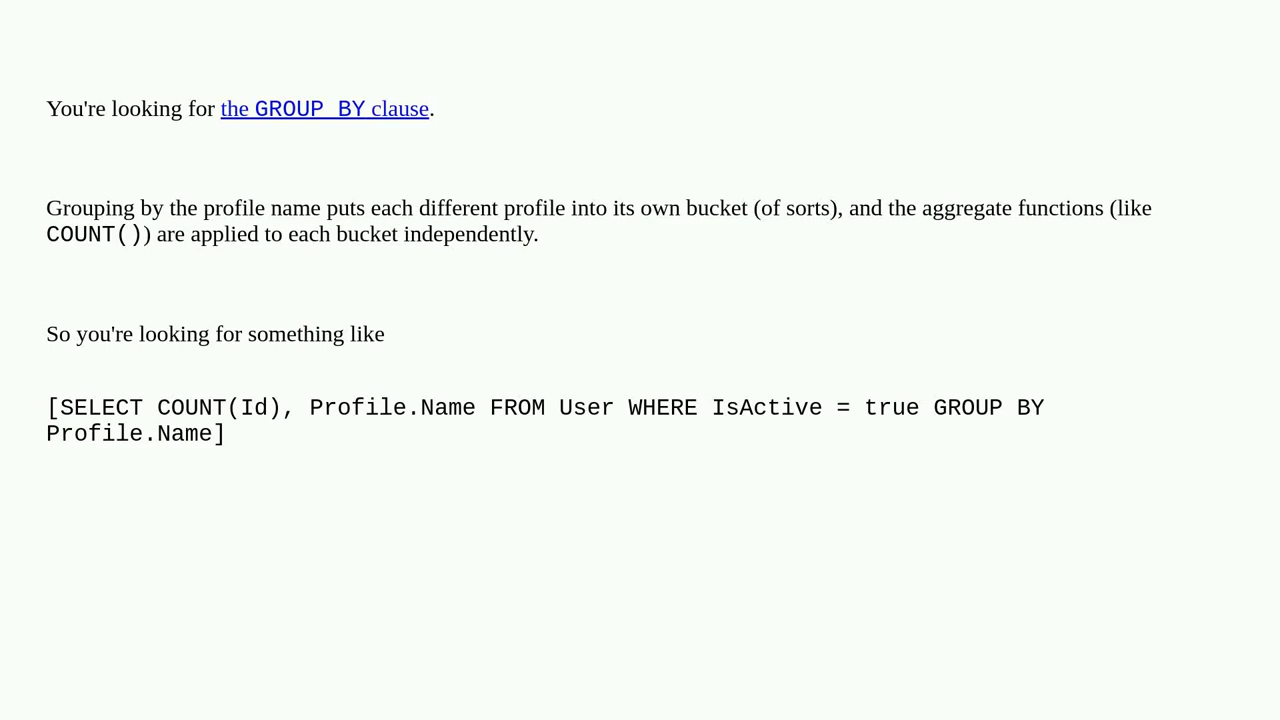 You're looking for the GROUP BY clause.
Grouping by the profile name puts each different profile into its own bucket (of sorts), and the aggregate functions (like
COUNT()) are applied to each bucket independently.
So you're looking for something like
[SELECT COUNT(Id), Profile.Name FROM User WHERE IsActive = true GROUP BY
Profile.Name]